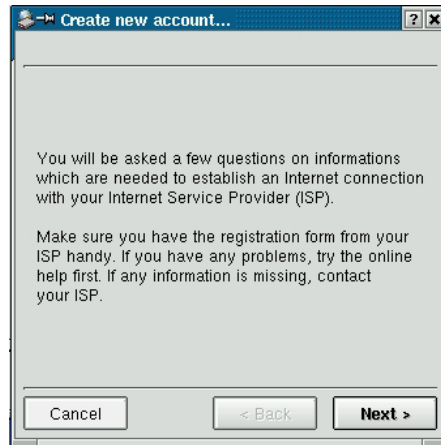 Create new account...
You will be asked a few questions on informations
which are needed to establish an Internet connection
with your Internet Service Provider (ISP).
Make sure you have the registration form from your
ISP handy. If you have any problems, try the online
help first. If any information is missing, contact
your ISP.
Cancel
< Back
Next >